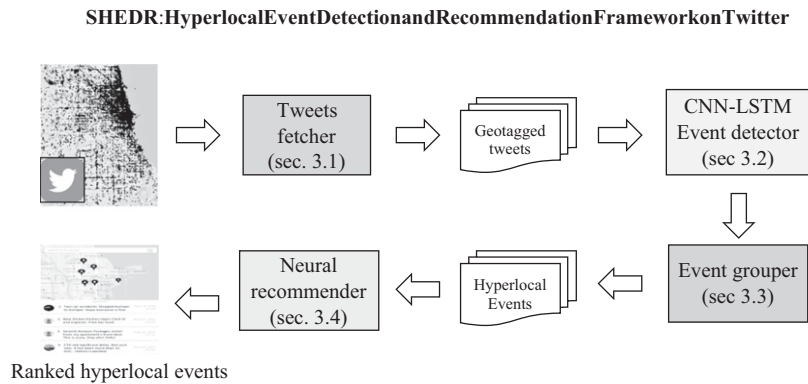 SHEDR:HyperlocalEventDetectionandRecommendationFrameworkonTwitter
Tweets
fetcher
(sec. 3.1)
Geotagged
tweets
CNN-LSTM
Event detector
(sec 3.2)
Event grouper
(sec 3.3)
Hyperlocal
Events
Neural
recommender
(sec. 3.4)
Ranked hyperlocal events